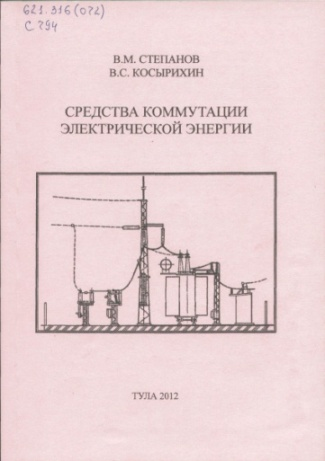 621.316(072)
С 794
В.М. СТЕПАНОВ
В.С. КОСЫРИХИН
СРЕДСТВА КОММУТАЦИИ
ЭЛЕКТРИЧЕСКОЙ ЭНЕРГИИ
ТУЛА 2012